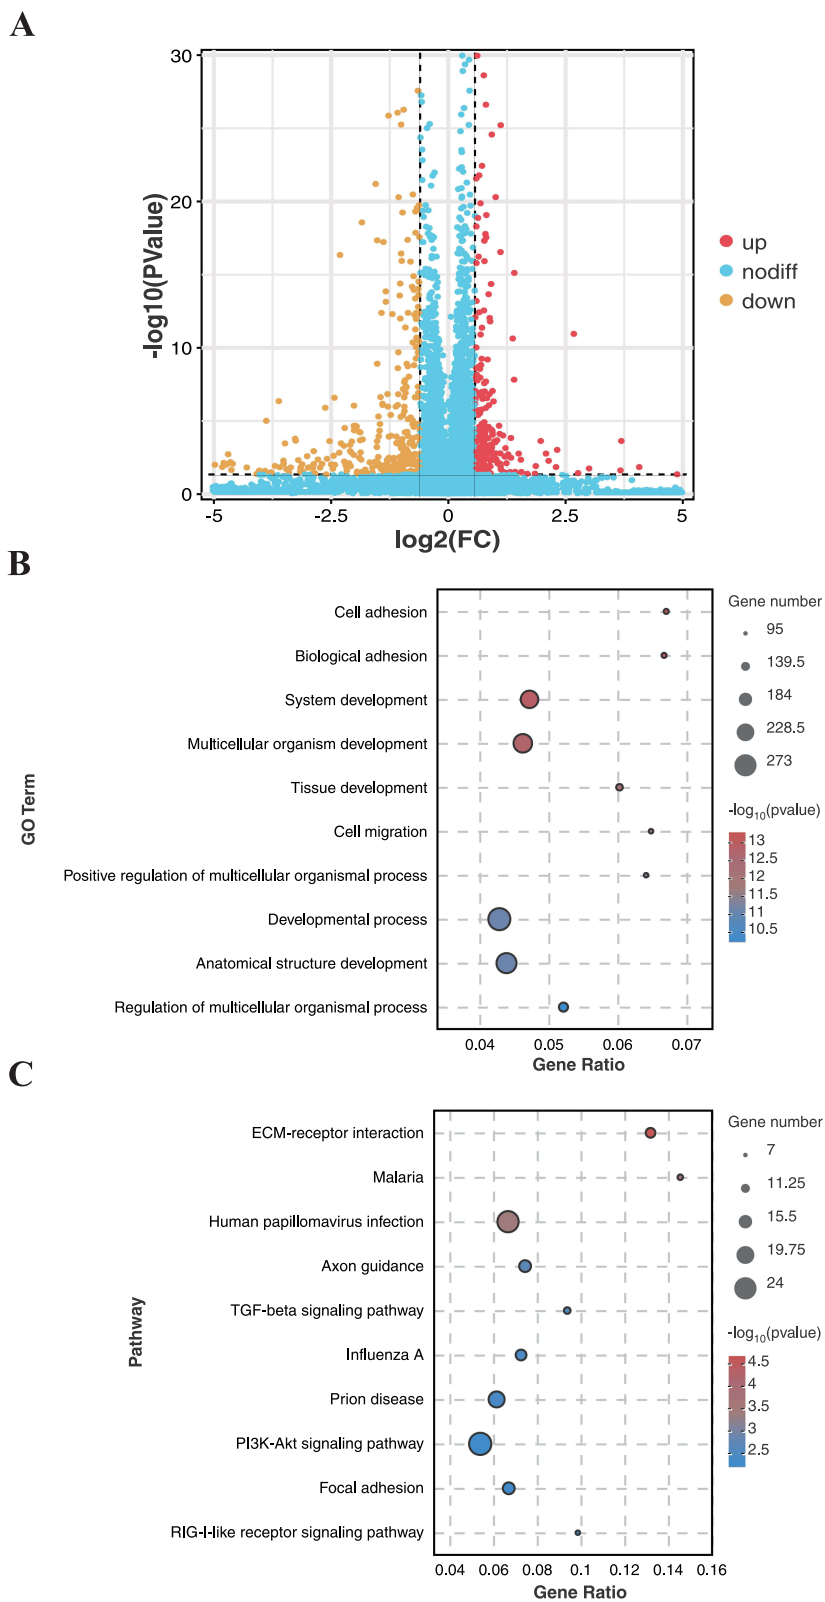 A
30
20
10
0
-log10(PValue)
-5
-2.5
0
2.5
5
log2(FC)
up
nodiff
down
B
GO Term
Cell adhesion
Biological adhesion
System development
Multicellular organism development
Tissue development
Cell migration
Positive regulation of multicellular organismal process
Developmental process
Anatomical structure development
Regulation of multicellular organismal process
0.04
0.05
0.06
0.07
Gene Ratio
Gene number
95
139.5
184
228.5
273
-log10(pvalue)
13
12.5
12
11.5
11
10.5
C
Pathway
ECM-receptor interaction
Malaria
Human papillomavirus infection
Axon guidance
TGF-beta signaling pathway
Influenza A
Prion disease
PI3K-Akt signaling pathway
Focal adhesion
RIG-I-like receptor signaling pathway
0.04
0.06
0.08
0.1
0.12
0.14
0.16
Gene Ratio
Gene number
7
11.25
15.5
19.75
24
-log10(pvalue)
4.5
4
3.5
3
2.5